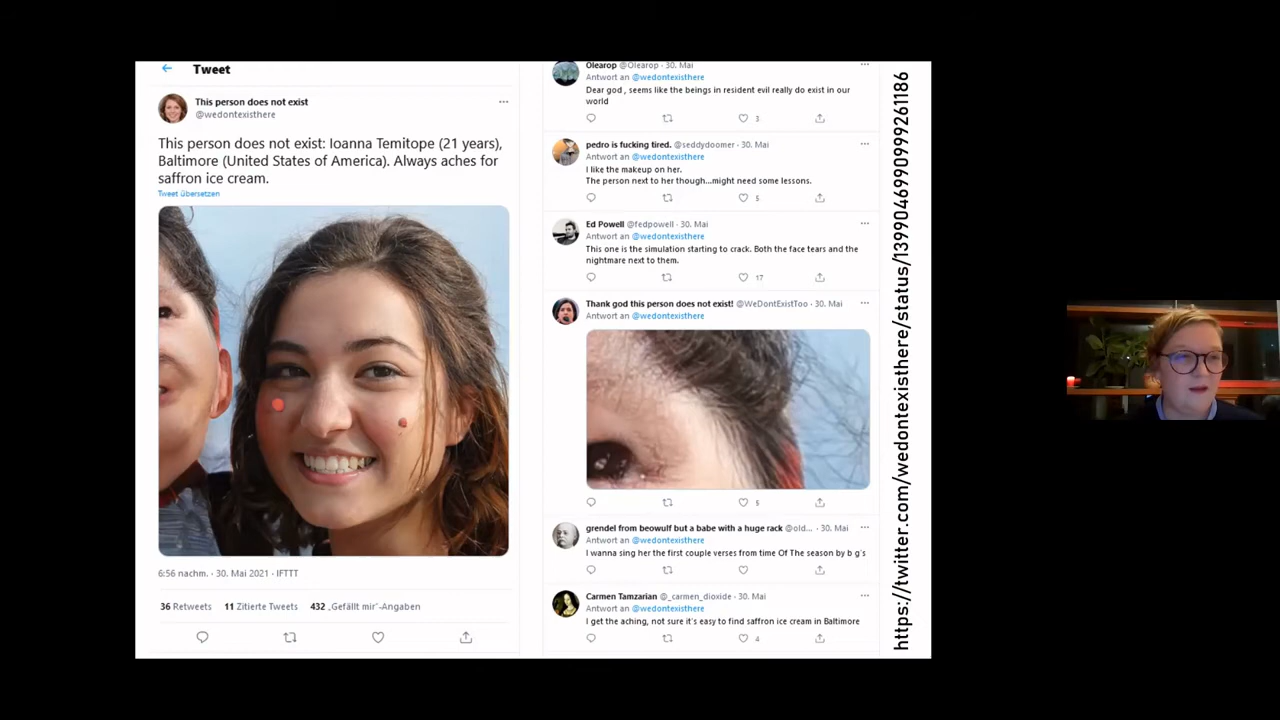 Tweet
This person does not exist
@wedontexisthere
This person does not exist: Ioanna Temitope (21 years),
Baltimore (United States of America). Always aches for
saffron ice cream.
Tweet übersetzen
6:56 nachm. · 30. Mai 2021 · IFTTT
36 Retweets 11 Zitierte Tweets 432 „Gefällt mir“-Angaben
Olearop @Olearop · 30. Mai
Antwort an @wedontexisthere
Dear god , seems like the beings in resident evil really do exist in our
world
3
pedro is fucking tired. @seddydoomer · 30. Mai
Antwort an @wedontexisthere
I like the makeup on her.
The person next to her though...might need some lessons.
5
Ed Powell @fedpowell · 30. Mai
Antwort an @wedontexisthere
This one is the simulation starting to crack. Both the face tears and the
nightmare next to them.
17
Thank god this person does not exist! @WeDontExistToo · 30. Mai
Antwort an @wedontexisthere
5
grendel from beowulf but a babe with a huge rack @old... · 30. Mai
Antwort an @wedontexisthere
I wanna sing her the first couple verses from time Of The season by b g's
Carmen Tamzarian @_carmen_dioxide · 30. Mai
Antwort an @wedontexisthere
I get the aching, not sure it's easy to find saffron ice cream in Baltimore
4
https://twitter.com/wedontexisthere/status/1399046990999261186